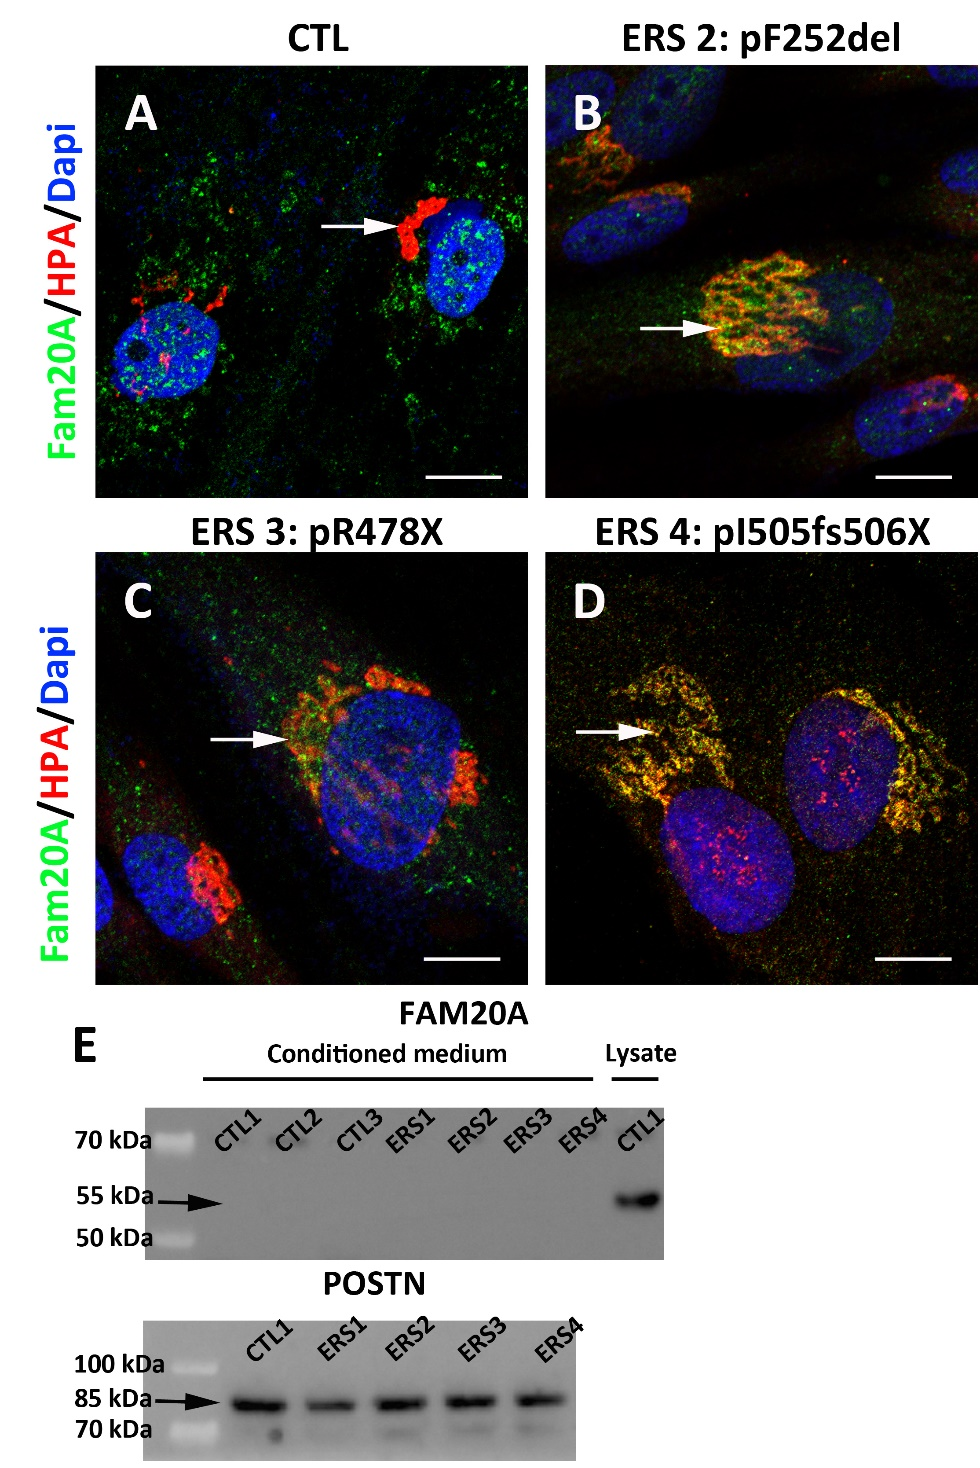 CTL
ERS 2: pF252del
Fam20A/HPA/Dapi
A
B
ERS 3: pR478X
ERS 4: pI505fs506X
Fam20A/HPA/Dapi
C
D
FAM20A
E
Conditioned medium
Lysate
CTL1 CTL2 CTL3 ERS1 ERS2 ERS3 ERS4 CTL1
70 kDa
55 kDa
50 kDa
POSTN
CTL1 ERS1 ERS2 ERS3 ERS4
100 kDa
85 kDa
70 kDa